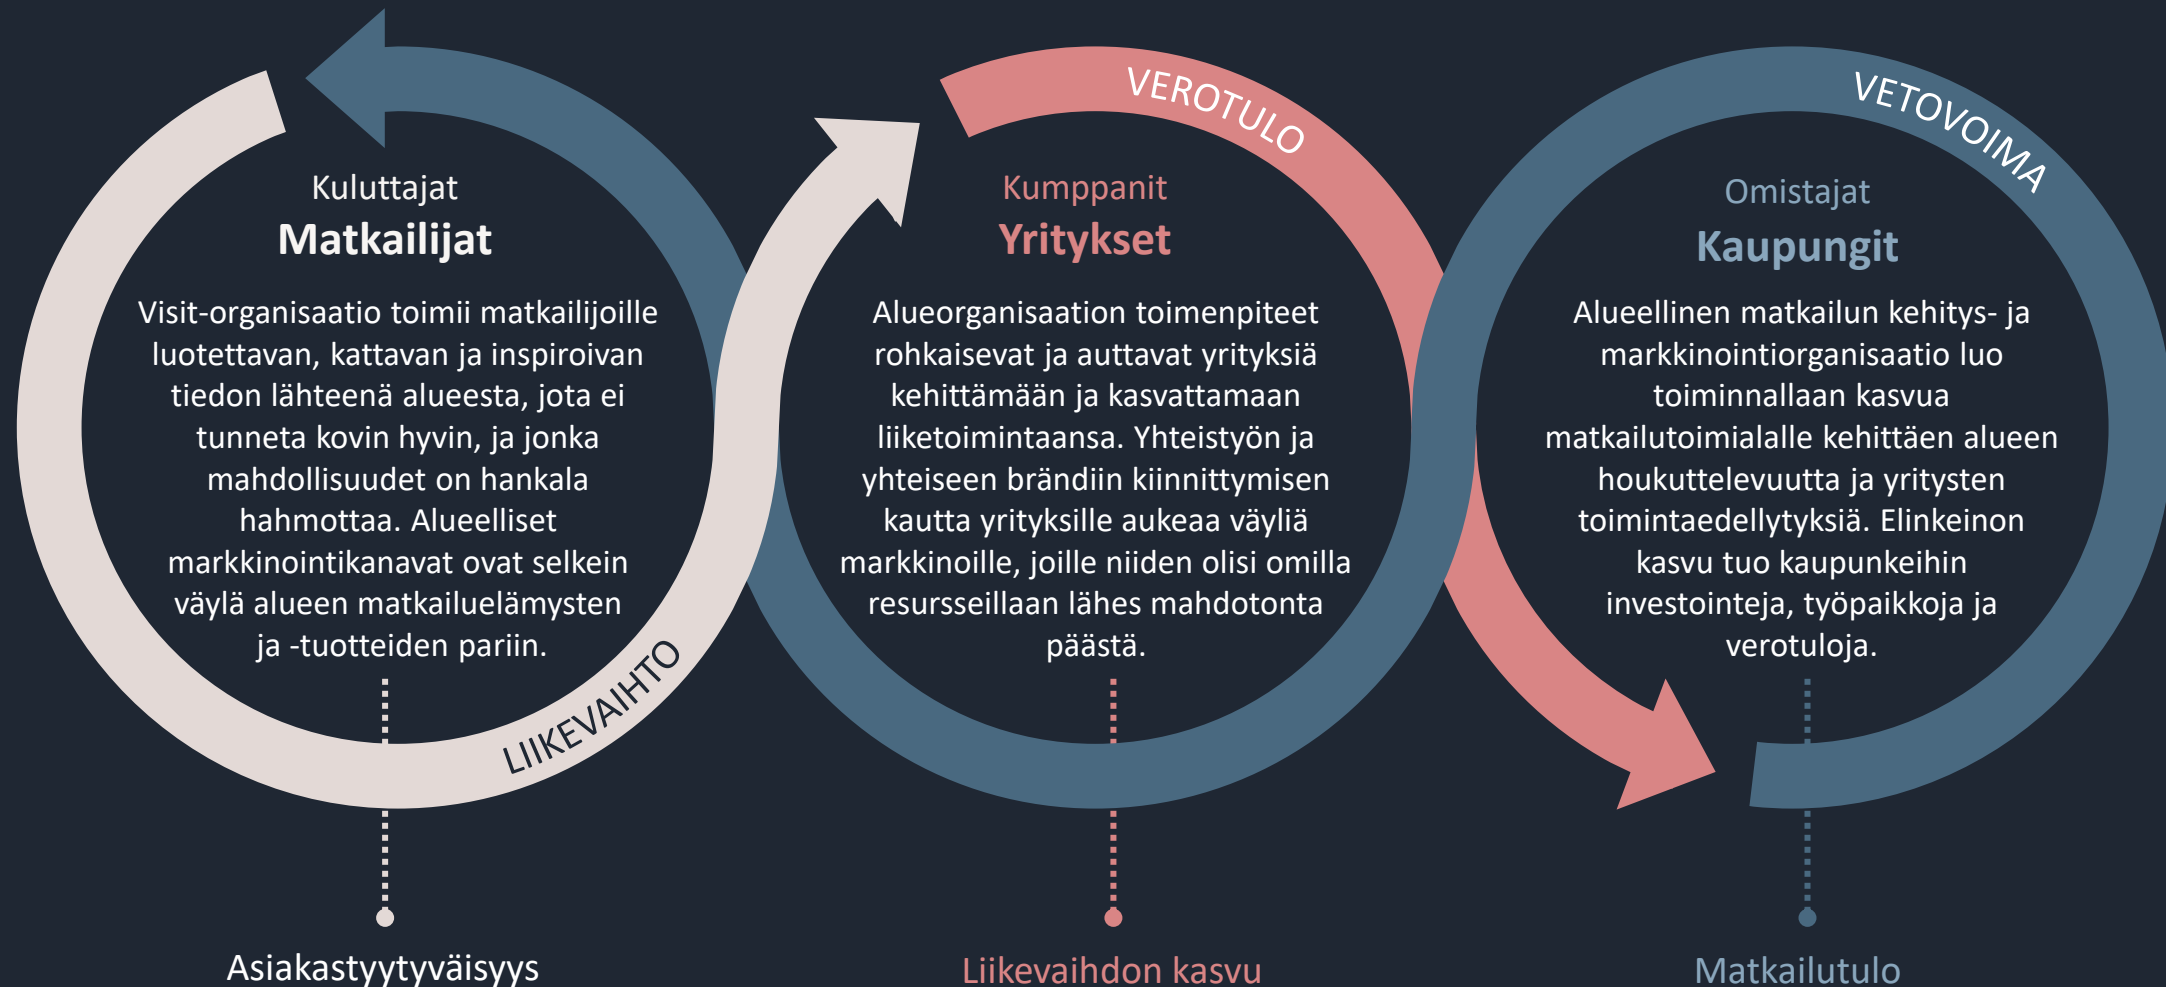 Kuluttajat
Matkailijat
Visit-organisaatio toimii matkailijoille
luotettavan, kattavan ja inspiroivan
tiedon lähteenä alueesta, jota ei
tunneta kovin hyvin, ja jonka
mahdollisuudet on hankala
hahmottaa. Alueelliset
markkinointikanavat ovat selkein
väylä alueen matkailuelämysten
ja -tuotteiden pariin.
LIIKEVAIHTO
Asiakastyytyväisyys
VEROTULO
Kumppanit
Yritykset
Alueorganisaation toimenpiteet
rohkaisevat ja auttavat yrityksiä
kehittämään ja kasvattamaan
liiketoimintaansa. Yhteistyön ja
yhteiseen brändiin kiinnittymisen
kautta yrityksille aukeaa väyliä
markkinoille, joille niiden olisi omilla
resursseillaan lähes mahdotonta
päästä.
Liikevaihdon kasvu
VETOVOIMA
Omistajat
Kaupungit
Alueellinen matkailun kehitys- ja
markkinointiorganisaatio luo
toiminnallaan kasvua
matkailutoimialalle kehittäen alueen
houkuttelevuutta ja yritysten
toimintaedellytyksiä. Elinkeinon
kasvu tuo kaupunkeihin
investointeja, työpaikkoja ja
verotuloja.
Matkailutulo